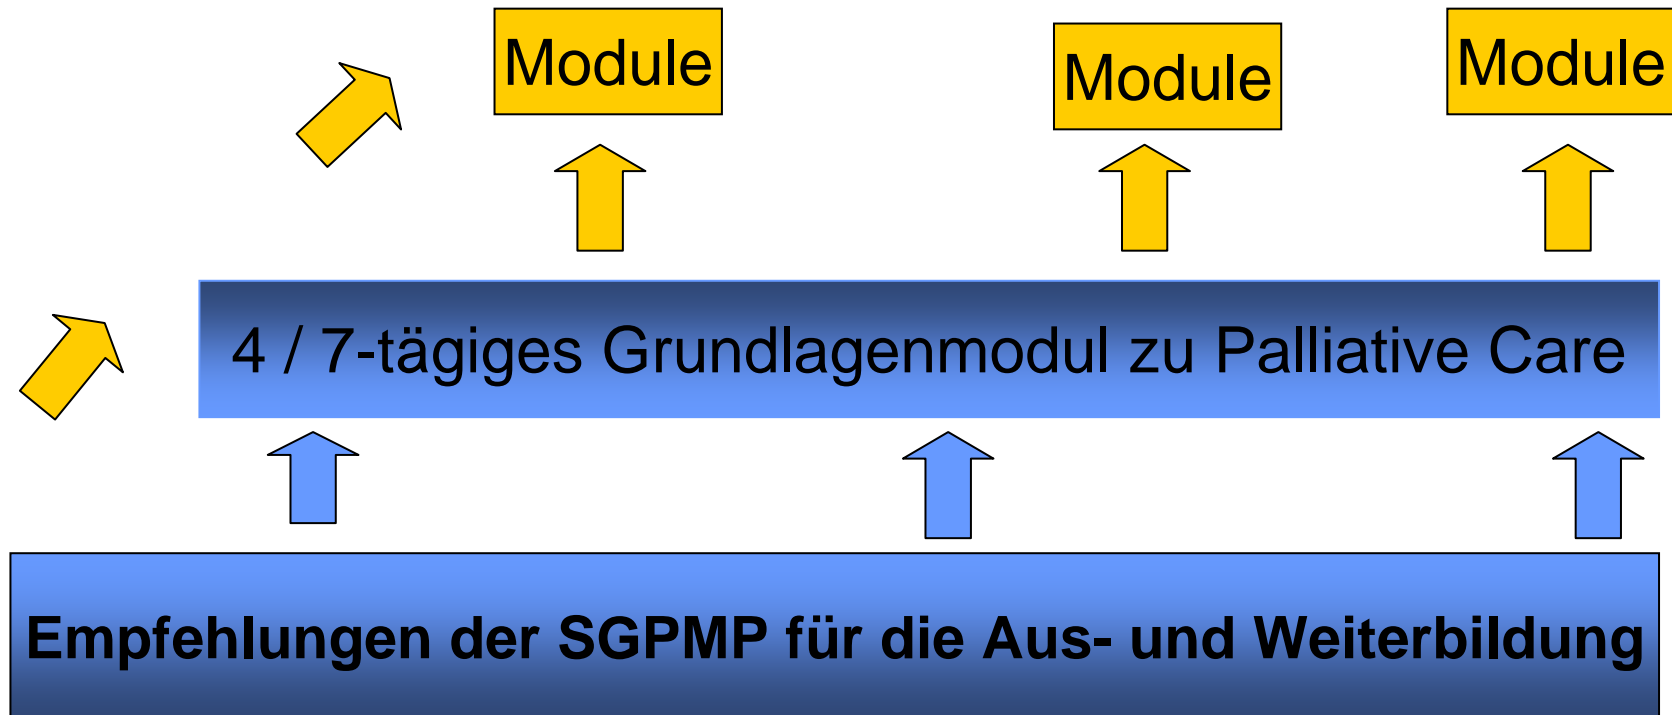 Module
Module
Module
4 / 7-tägiges Grundlagenmodul zu Palliative Care
Empfehlungen der SGPMP für die Aus- und Weiterbildung